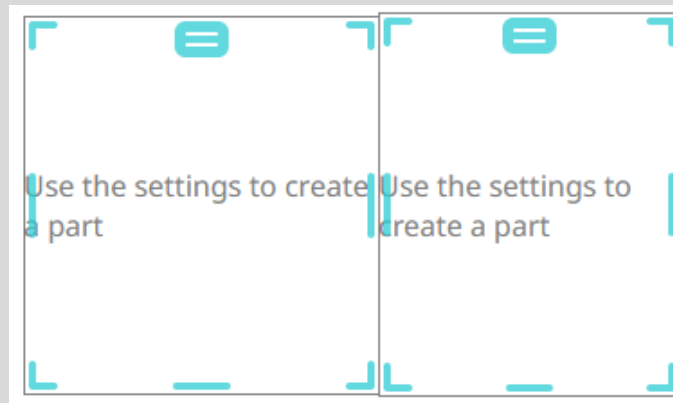 Use the settings to create
a part
Use the settings to
create a part